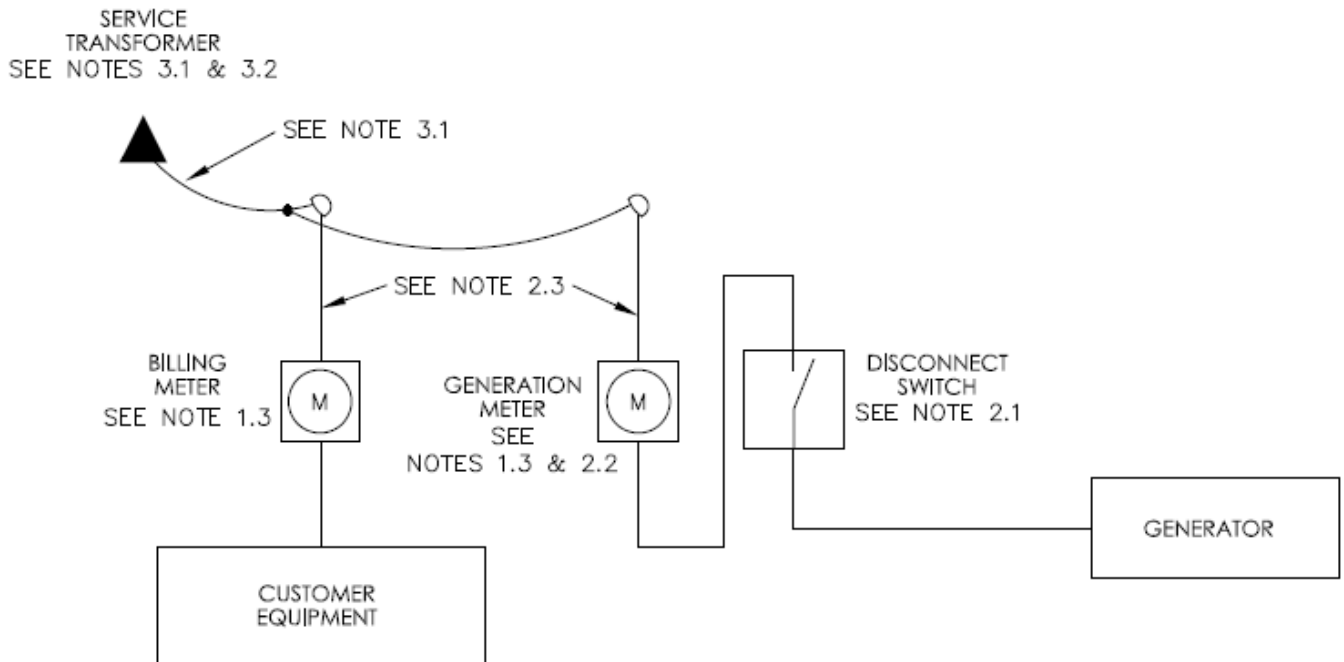 SERVICE
TRANSFORMER
SEE NOTES 3.1 & 3.2
SEE NOTE 3.1
SEE NOTE 2.3
BILLING
METER
SEE NOTE 1.3
M
GENERATION
METER
SEE
NOTES 1.3 & 2.2
M
DISCONNECT
SWITCH
SEE NOTE 2.1
GENERATOR
CUSTOMER
EQUIPMENT